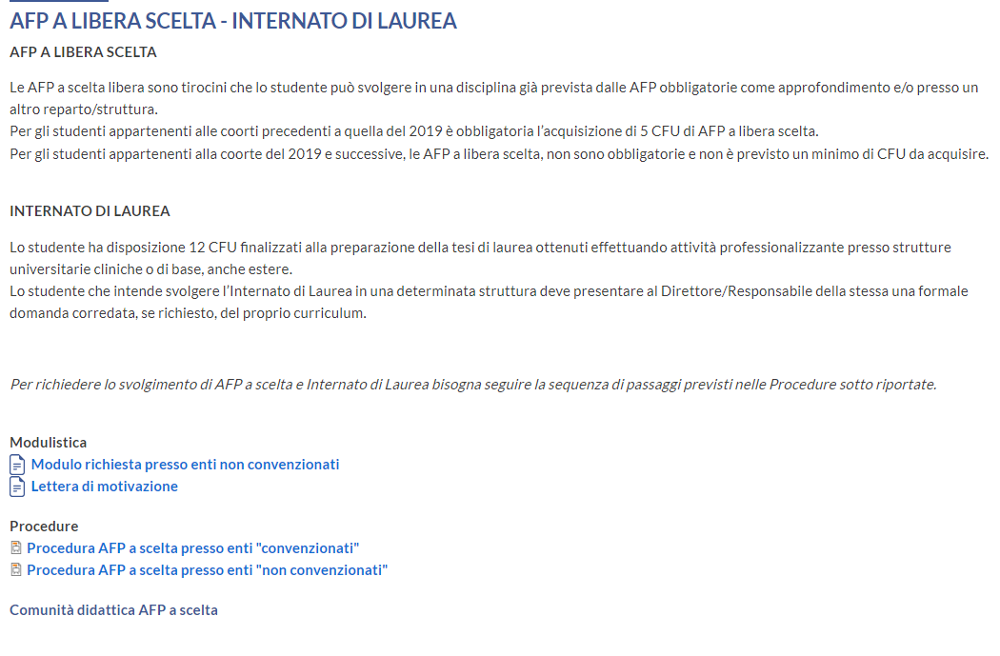 AFP A LIBERA SCELTA - INTERNATO DI LAUREA
AFP A LIBERA SCELTA
Le AFP a scelta libera sono tirocini che lo studente può svolgere in una disciplina già prevista dalle AFP obbligatorie come approfondimento e/o presso un
altro reparto/struttura.
Per gli studenti appartenenti alle coorti precedenti a quella del 2019 è obbligatoria l'acquisizione di 5 CFU di AFP a libera scelta.
Per gli studenti appartenenti alla coorte del 2019 e successive, le AFP a libera scelta, non sono obbligatorie e non è previsto un minimo di CFU da acquisire.
INTERNATO DI LAUREA
Lo studente ha disposizione 12 CFU finalizzati alla preparazione della tesi di laurea ottenuti effettuando attività professionalizzante presso strutture
universitarie cliniche o di base, anche estere.
Lo studente che intende svolgere l'Internato di Laurea in una determinata struttura deve presentare al Direttore/Responsabile della stessa una formale
domanda corredata, se richiesto, del proprio curriculum.
Per richiedere lo svolgimento di AFP a scelta e Internato di Laurea bisogna seguire la sequenza di passaggi previsti nelle Procedure sotto riportate.
Modulistica
Modulo richiesta presso enti non convenzionati
Lettera di motivazione
Procedure
Procedura AFP a scelta presso enti "convenzionati"
Procedura AFP a scelta presso enti "non convenzionati"
Comunità didattica AFP a scelta